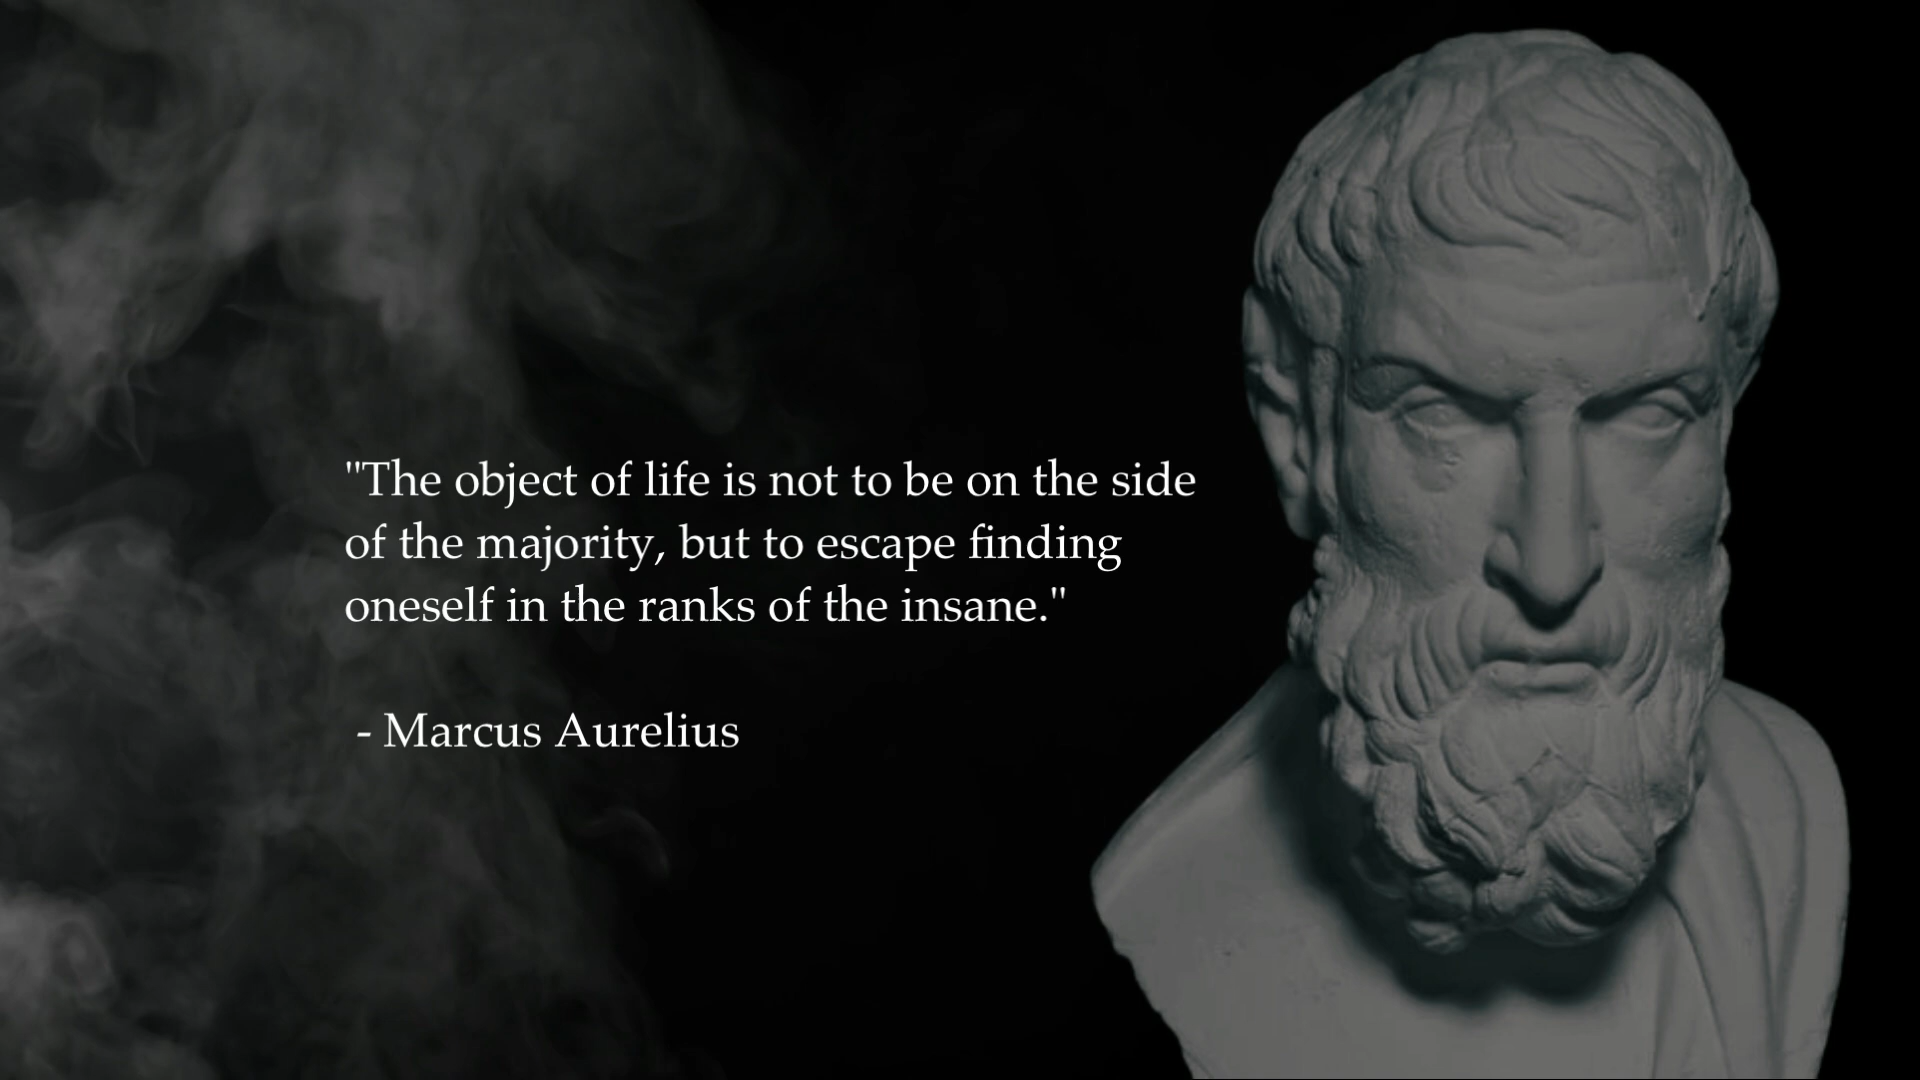 "The object of life is not to be on the side
of the majority, but to escape finding
oneself in the ranks of the insane."
- Marcus Aurelius